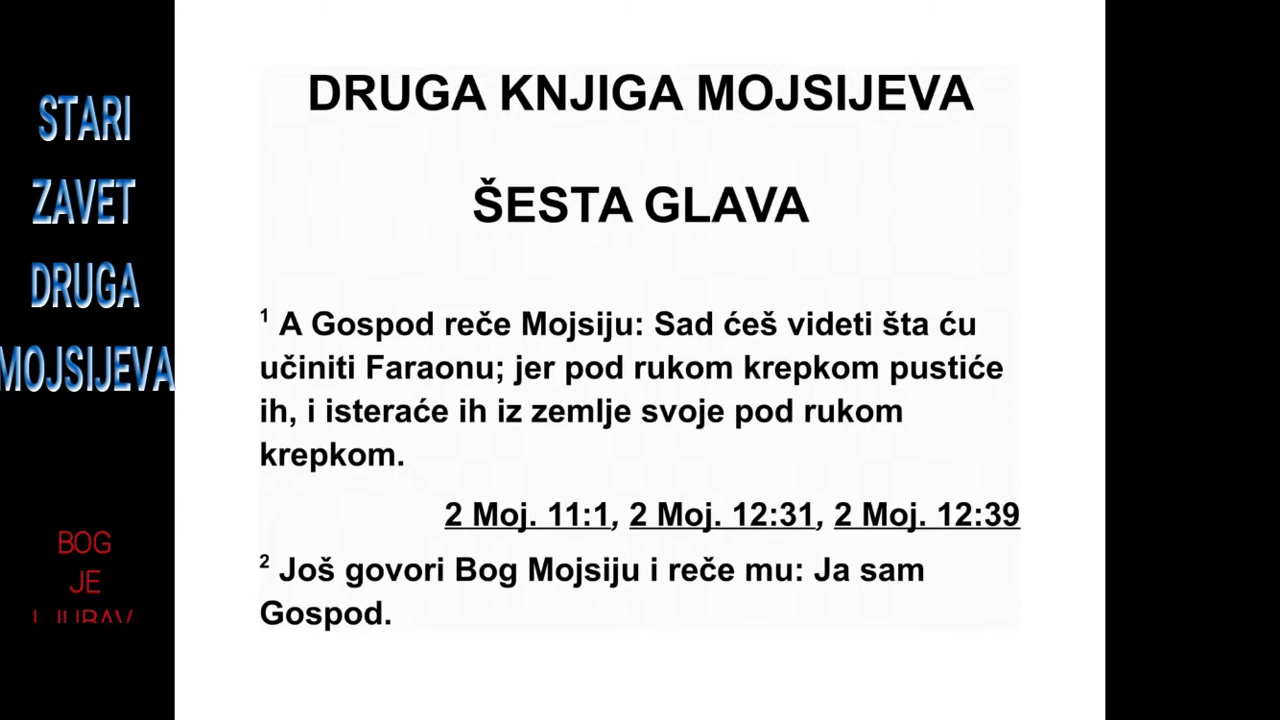 STARI
ZAVET
DRUGA
MOJSIJEVA
BOG
JE
LJUBAV
DRUGA KNJIGA MOJSIJEVA
ŠESTA GLAVA
1 A Gospod reče Mojsiju: Sad ćeš videti šta ću
učiniti Faraonu; jer pod rukom krepkom pustiće
ih, i isteraće ih iz zemlje svoje pod rukom
krepkom.
2 Moj. 11:1, 2 Moj. 12:31, 2 Moj. 12:39
2 Još govori Bog Mojsiju i reče mu: Ja sam
Gospod.